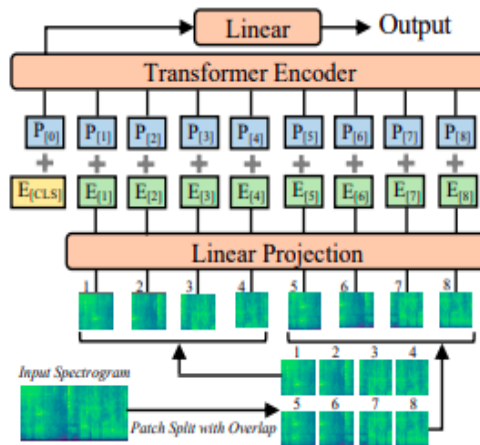 Linear Output
Transformer Encoder
P[0] P[1] P[2] P[3] P[4] P[5] P[6] P[7] P[8]
+ + + + + + + + +
E[CLS] E[1] E[2] E[3] E[4] E[5] E[6] E[7] E[8]
Linear Projection
1 2 3 4 5 6 7 8
1 2 3 4
Input Spectrogram
5 6 7 8
Patch Split with Overlap